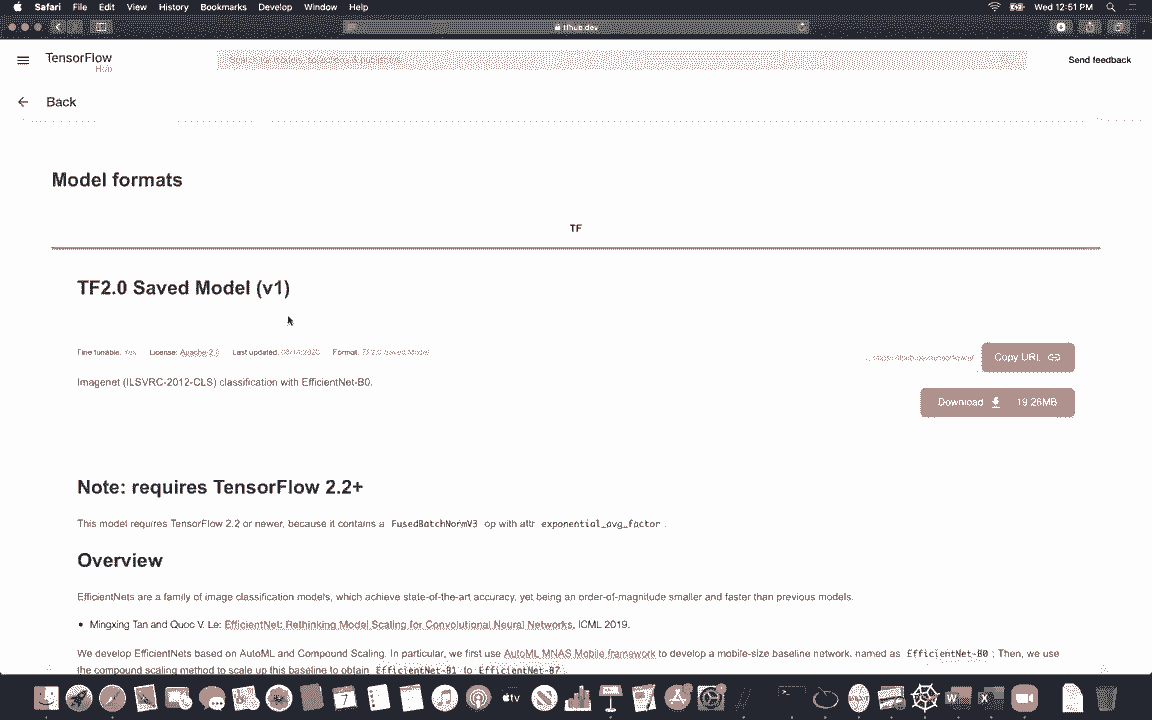 Safari File Edit View History Bookmarks Develop Window Help Wed 12:51 PM
tfhub.dev
TensorFlow
Hub
Send feedback
Back
Model formats
TF
TF2.0 Saved Model (v1)
Fine tunable: Yes License: Apache-2.0 Last updated: Format: TF2.0 Saved Model
Copy URL
Imagenet (ILSVRC-2012-CLS) classification with EfficientNet-B0.
Download 19.26MB
Note: requires TensorFlow 2.2+
This model requires TensorFlow 2.2 or newer, because it contains a FusedBatchNormV3 op with attr exponential_avg_factor .
Overview
EfficientNets are a family of image classification models, which achieve state-of-the-art accuracy, yet being an order-of-magnitude smaller and faster than previous models.
Mingxing Tan and Quoc V. Le: EfficientNet: Rethinking Model Scaling for Convolutional Neural Networks, ICML 2019.
We develop EfficientNets based on AutoML and Compound Scaling. In particular, we first use AutoML MNAS Mobile framework to develop a mobile-size baseline network, named as EfficientNet-B0 ; Then, we use
the compound scaling method to scale up this baseline to obtain EfficientNet-B1 to EfficientNet-B7
tv